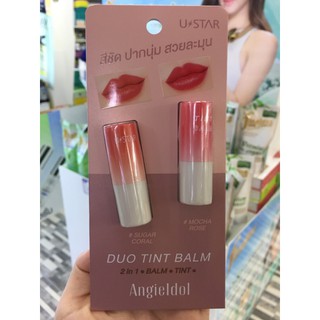 U★STAR
สีชัด ปากนุ่ม สวยละมุน
# SUGAR
CORAL
# MOCHA
ROSE
DUO TINT BALM
2 in 1 ★ BALM ★ TINT ★
AngieIdol